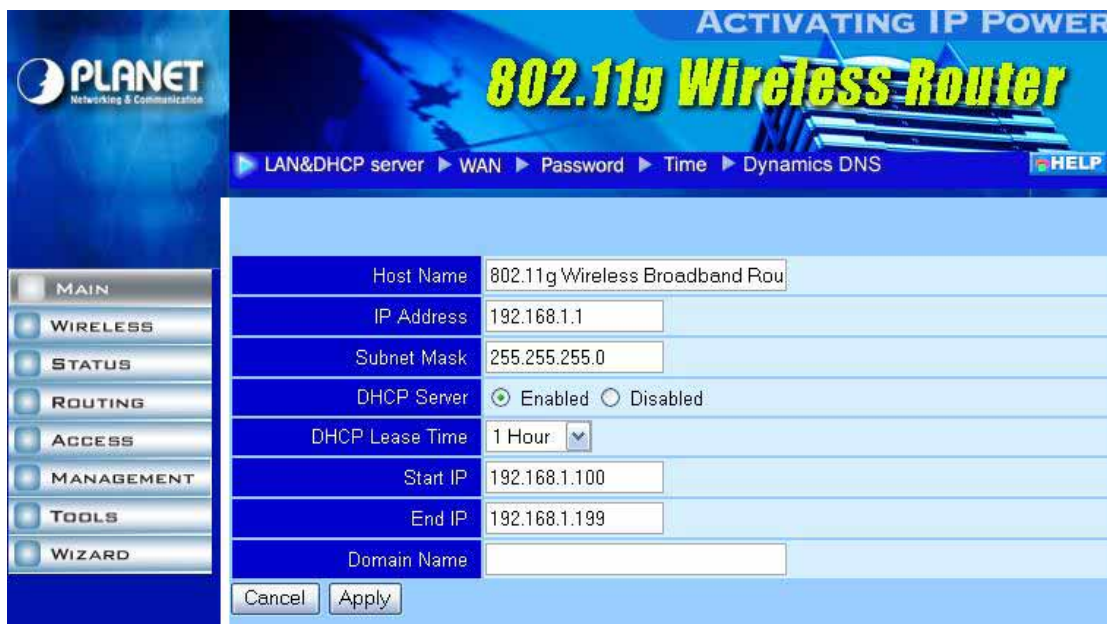 ACTIVATING IP POWER
PLANET
Networking & Communication
802.11g Wireless Router
LAN&DHCP server WAN Password Time Dynamics DNS HELP
MAIN
WIRELESS
STATUS
ROUTING
ACCESS
MANAGEMENT
TOOLS
WIZARD
Host Name 802.11g Wireless Broadband Rou
IP Address 192.168.1.1
Subnet Mask 255.255.255.0
DHCP Server Enabled Disabled
DHCP Lease Time 1 Hour
Start IP 192.168.1.100
End IP 192.168.1.199
Domain Name
Cancel Apply